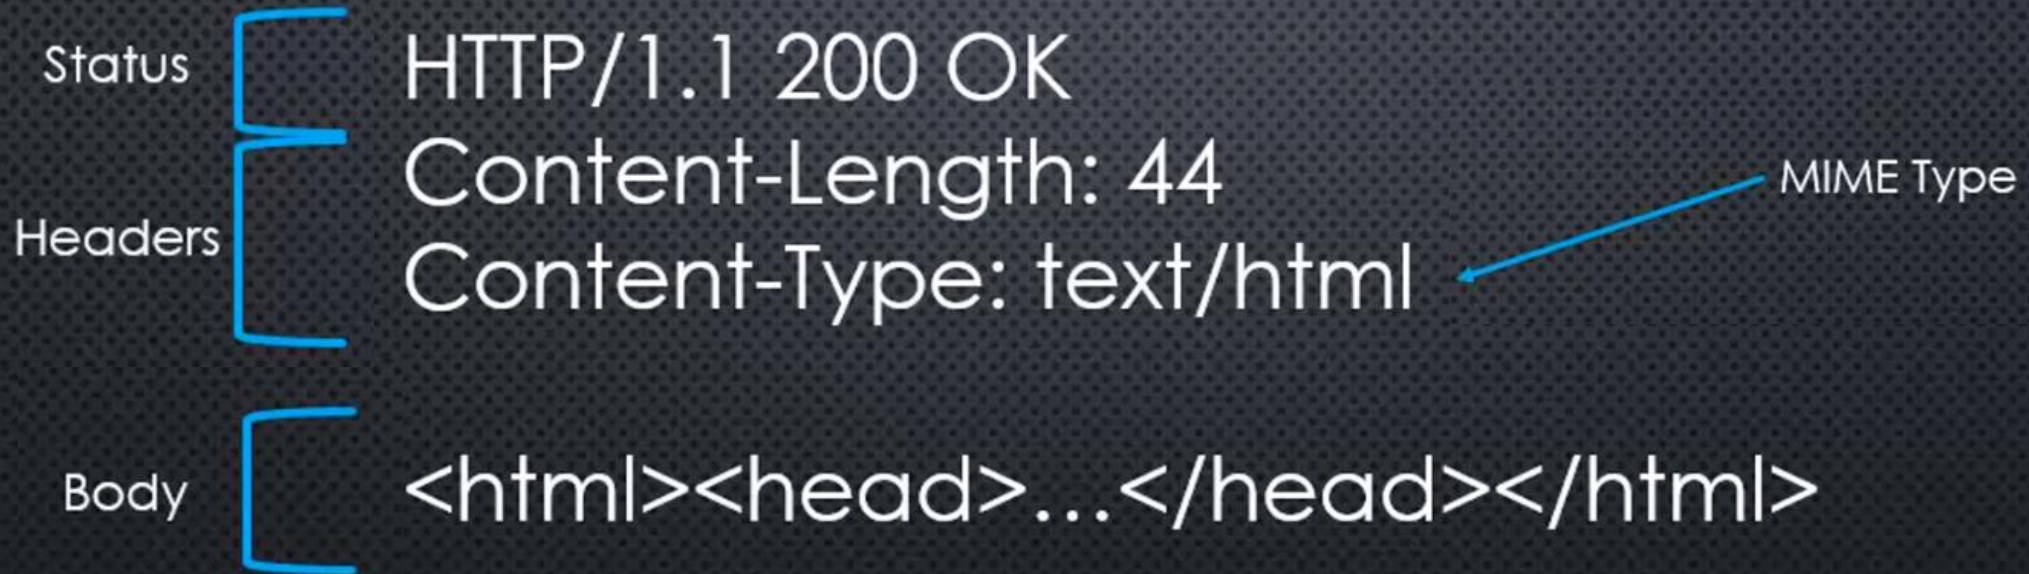 Status
HTTP/1.1 200 OK
Headers
Content-Length: 44
Content-Type: text/html
MIME Type
Body
<html><head>...</head></html>